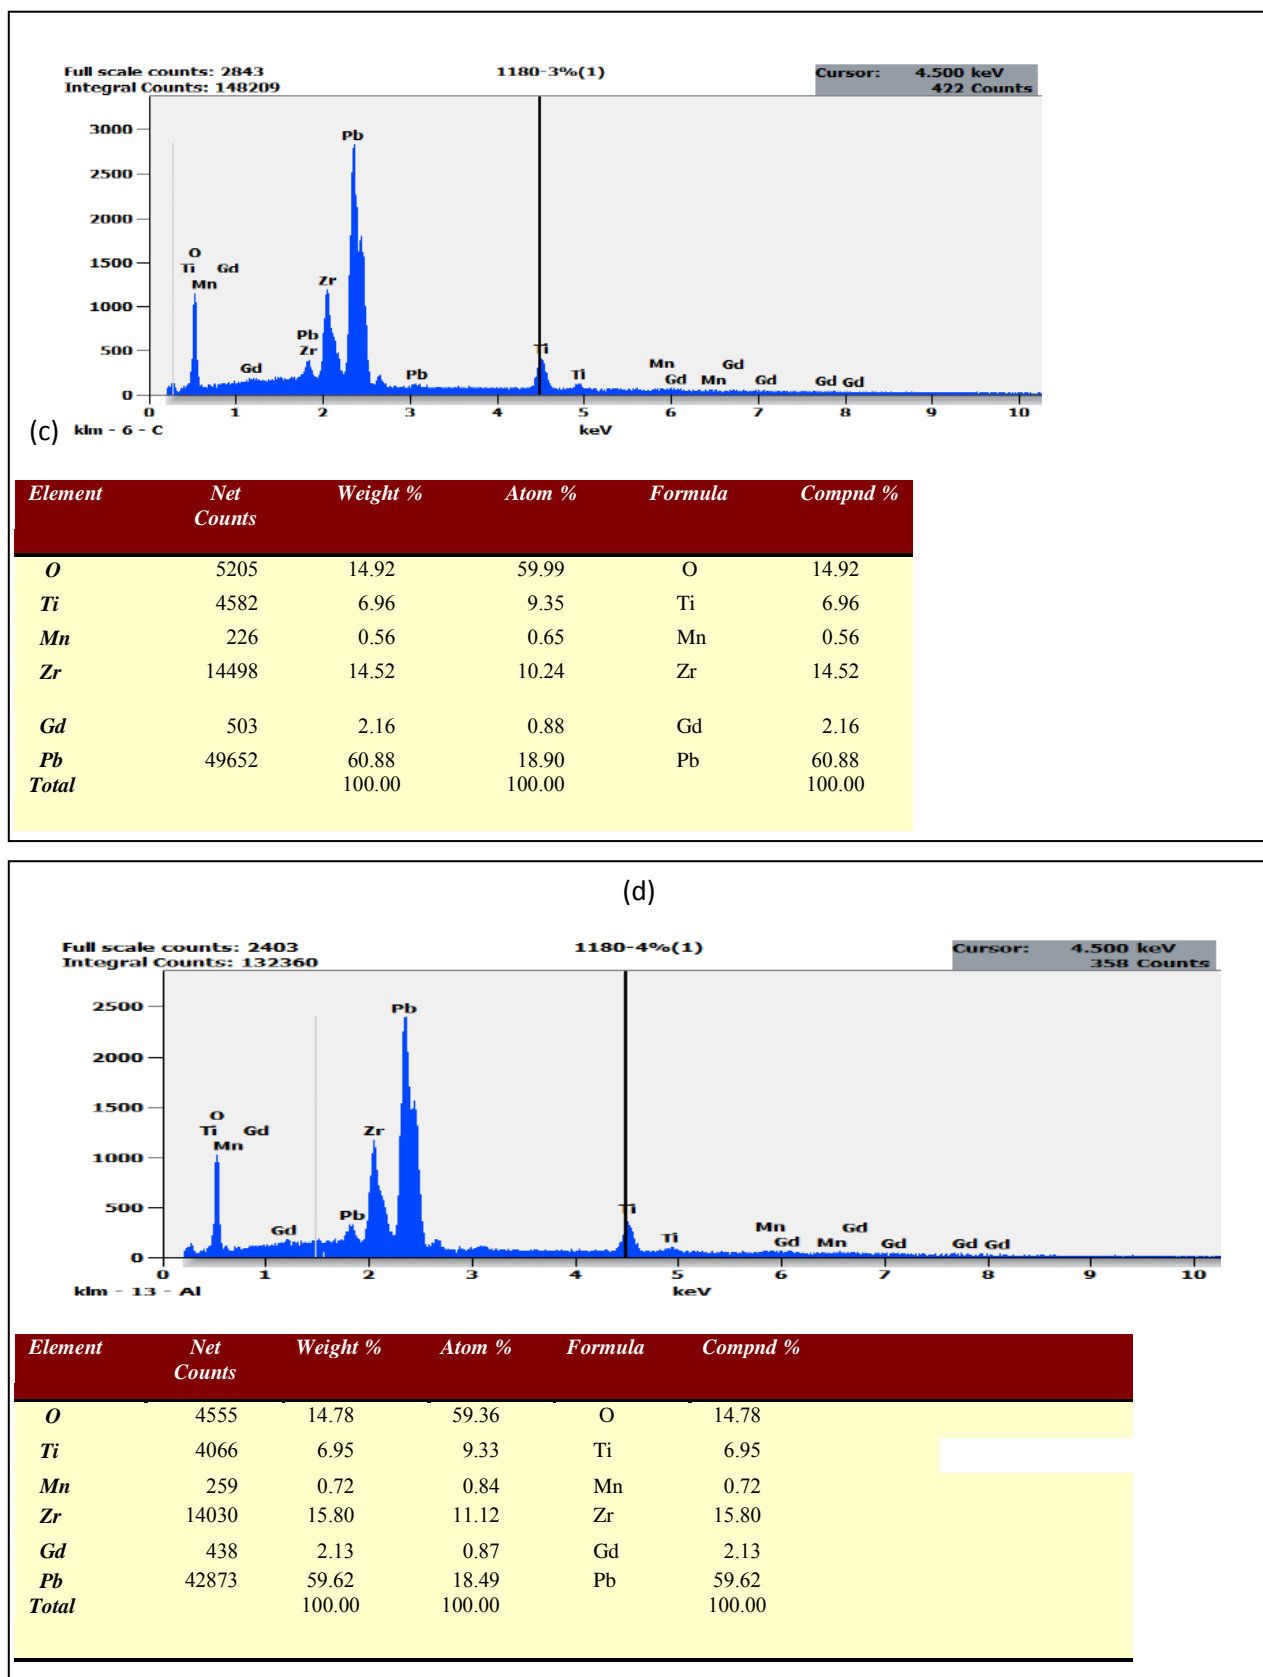 Full scale counts: 2843 1180-3%(1) Cursor: 4.500 keV
Integral Counts: 148209 422 Counts
3000
Pb
2500
2000
1500
O
Ti Gd
Mn
Zr
1000
Pb
500
Zr
Ti
Gd
Pb
Ti
Mn Gd
Gd Mn Gd Gd Gd
0
0 1 2 3 4 5 6 7 8 9 10
(c) klm - 6 - C keV
Element Net Weight % Atom % Formula Compnd %
Counts
O 5205 14.92 59.99 O 14.92
Ti 4582 6.96 9.35 Ti 6.96
Mn 226 0.56 0.65 Mn 0.56
Zr 14498 14.52 10.24 Zr 14.52
Gd 503 2.16 0.88 Gd 2.16
Pb 49652 60.88 18.90 Pb 60.88
Total 100.00 100.00 100.00
(d)
Full scale counts: 2403 1180-4%(1) Cursor: 4.500 keV
Integral Counts: 132360 358 Counts
2500
Pb
2000
1500
O
Ti Gd Zr
Mn
1000
500
Pb Ti
Gd Ti
Mn Gd
Gd Mn Gd Gd Gd
0
0 1 2 3 4 5 6 7 8 9 10
klm - 13 - Al keV
Element Net Weight % Atom % Formula Compnd %
Counts
O 4555 14.78 59.36 O 14.78
Ti 4066 6.95 9.33 Ti 6.95
Mn 259 0.72 0.84 Mn 0.72
Zr 14030 15.80 11.12 Zr 15.80
Gd 438 2.13 0.87 Gd 2.13
Pb 42873 59.62 18.49 Pb 59.62
Total 100.00 100.00 100.00